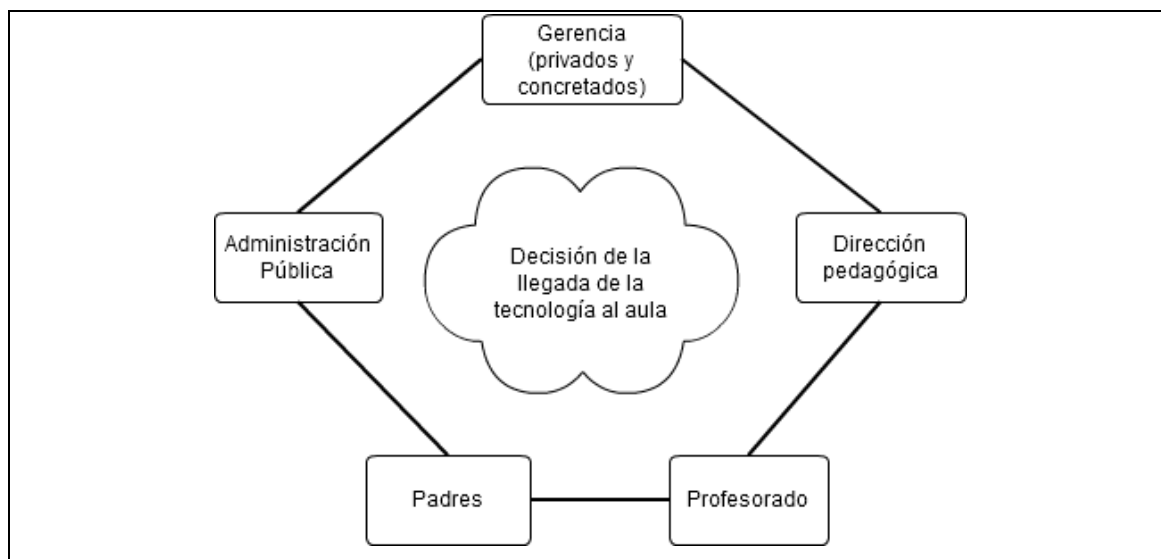 Gerencia
(privados y
concretados)
Administración
Pública
Decisión de la
llegada de la
tecnología al aula
Dirección
pedagógica
Padres
Profesorado